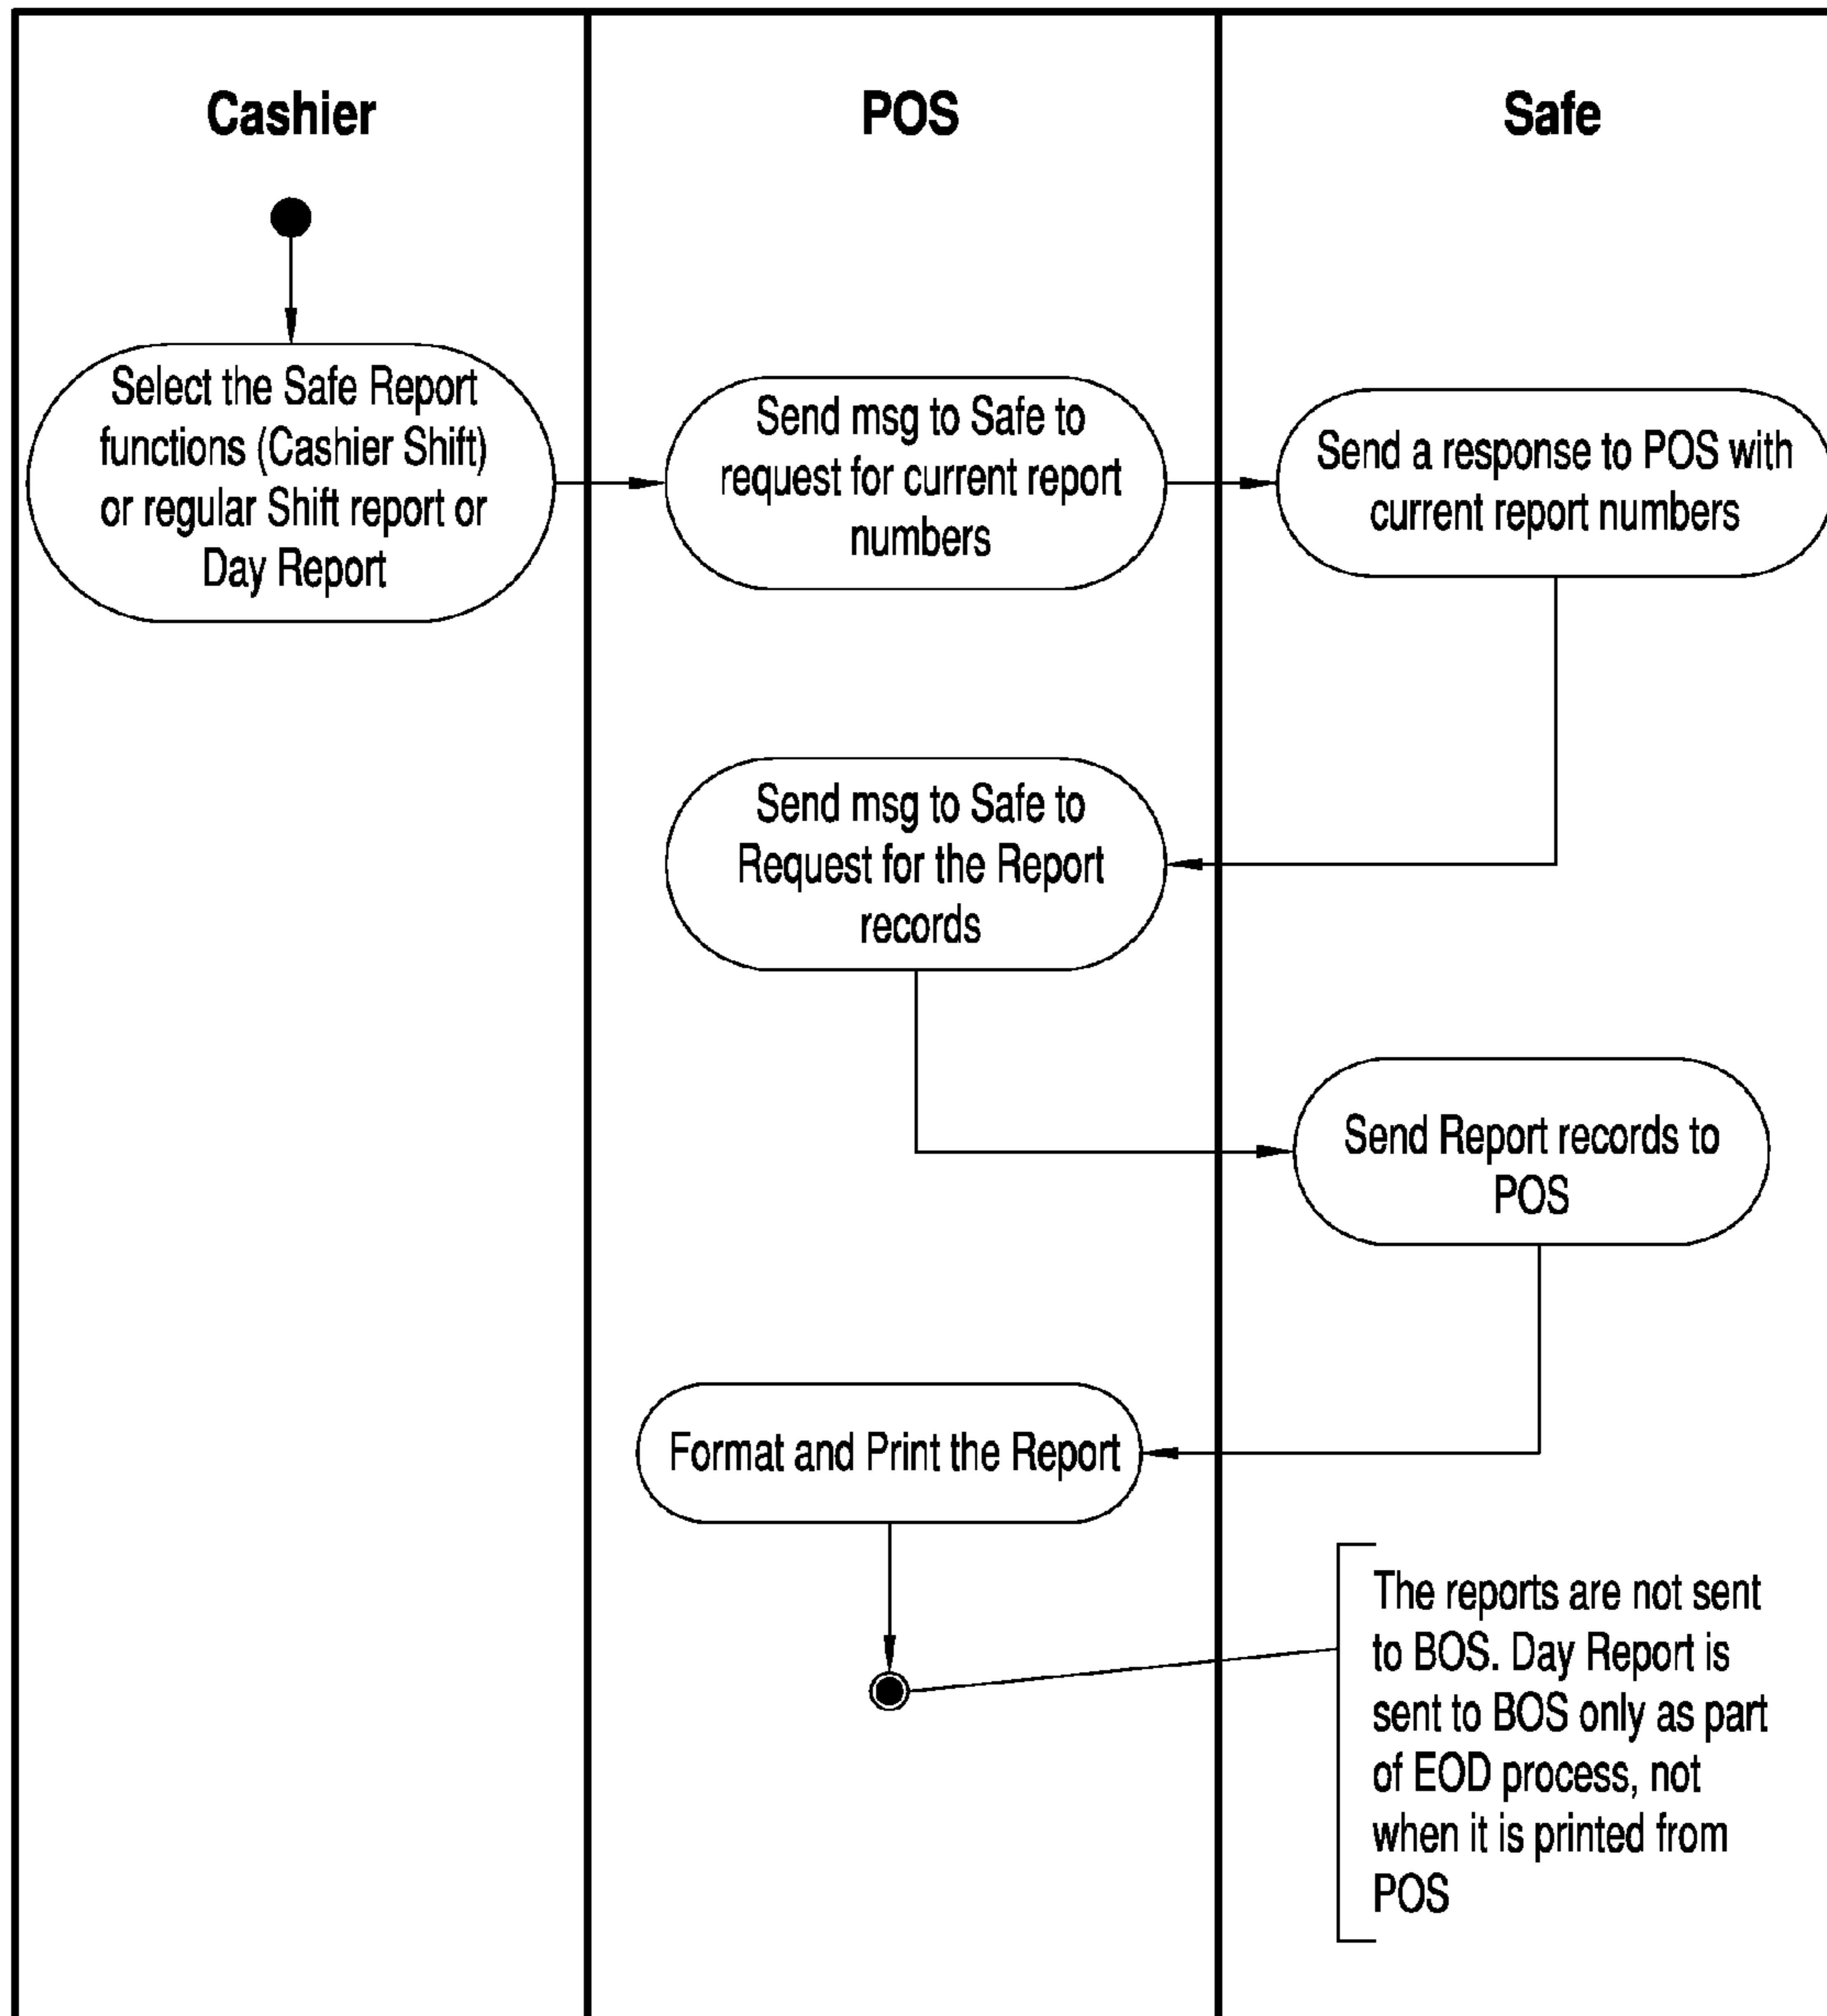 Cashier
POS
Safe
Select the Safe Report
functions (Cashier Shift)
or regular Shift report or
Day Report
Send msg to Safe to
request for current report
numbers
Send a response to POS with
current report numbers
Send msg to Safe to
Request for the Report
records
Send Report records to
POS
Format and Print the Report
The reports are not sent
to BOS. Day Report is
sent to BOS only as part
of EOD process, not
when it is printed from
POS